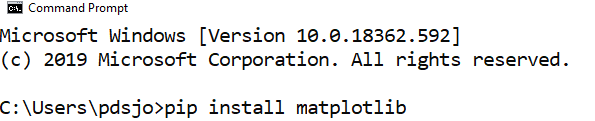 Command Prompt
Microsoft Windows [Version 10.0.18362.592]
(c) 2019 Microsoft Corporation. All rights reserved.
C:\Users\pdsjo>pip install matplotlib